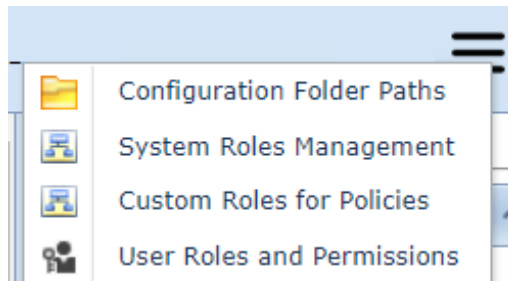 Configuration Folder Paths
System Roles Management
Custom Roles for Policies
User Roles and Permissions